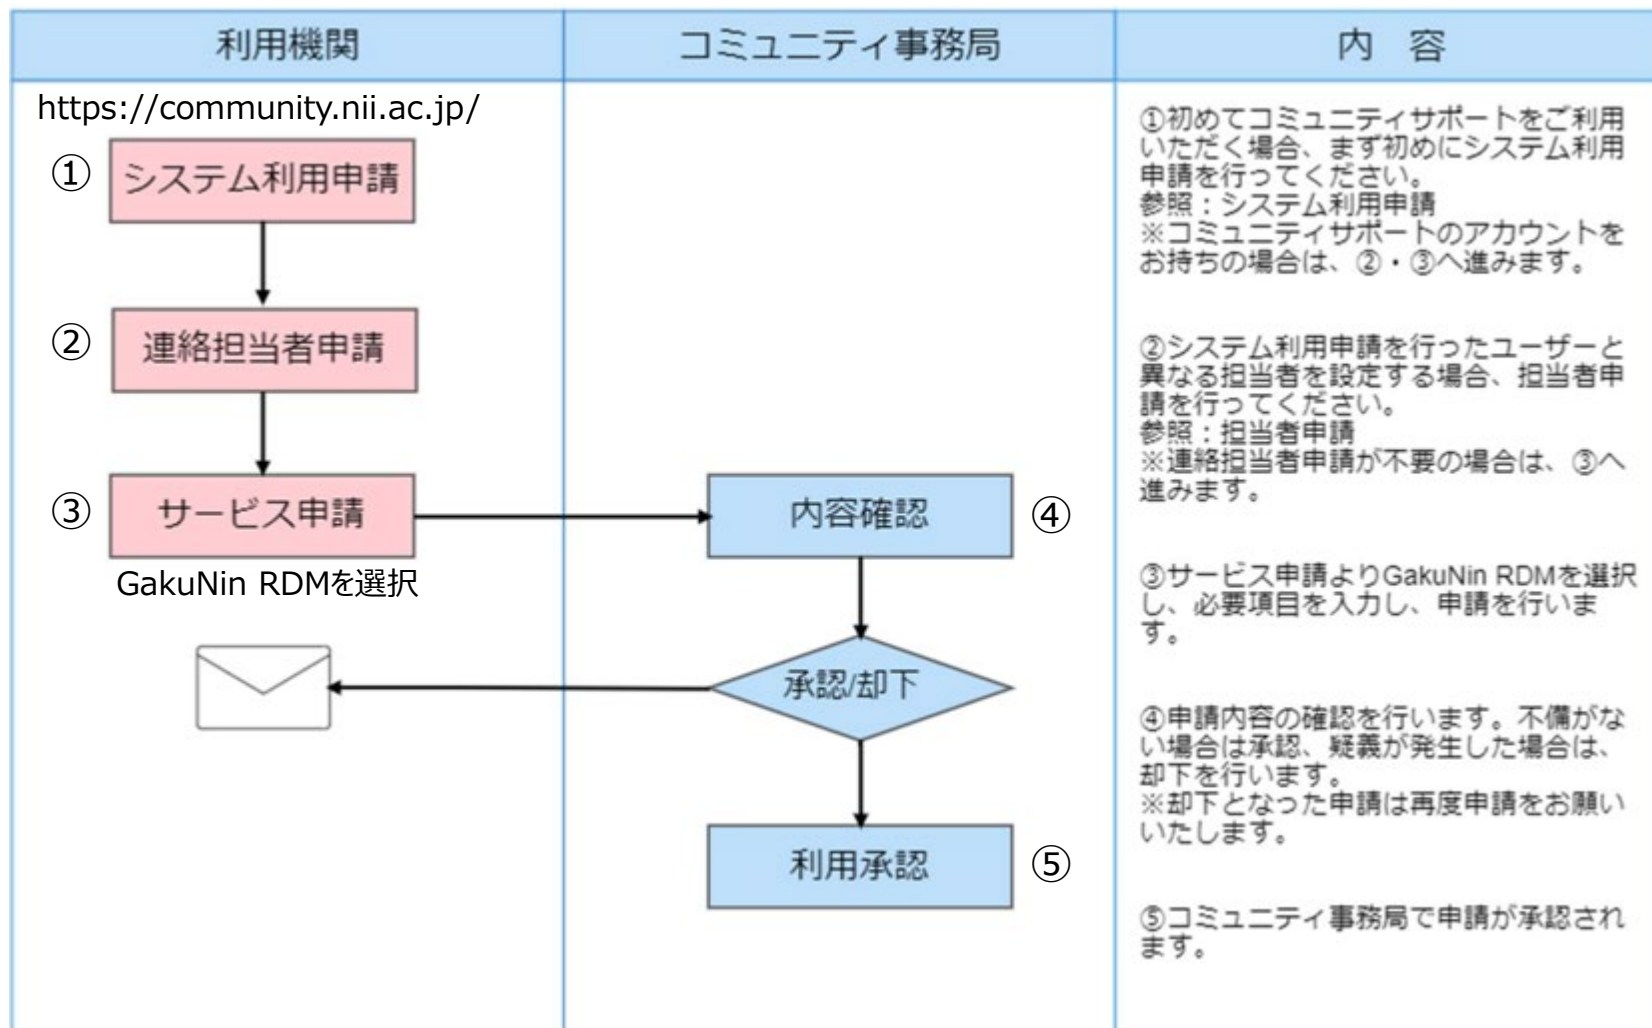 利用機関
コミュニティ事務局
内 容
https://community.nii.ac.jp/
①
システム利用申請
②
連絡担当者申請
③
サービス申請
GakuNin RDMを選択
内容確認
④
承認/却下
利用承認
⑤
①初めてコミュニティサポートをご利用
いただく場合、まず初めにシステム利用
申請を行ってください。
参照：システム利用申請
※コミュニティサポートのアカウントを
お持ちの場合は、②・③へ進みます。
②システム利用申請を行ったユーザーと
異なる担当者を設定する場合、担当者申
請を行ってください。
参照：担当者申請
※連絡担当者申請が不要の場合は、③へ
進みます。
③サービス申請よりGakuNin RDMを選択
し、必要項目を入力し、申請を行いま
す。
④申請内容の確認を行います。不備がな
い場合は承認、疑義が発生した場合は、
却下を行います。
※却下となった申請は再度申請をお願い
いたします。
⑤コミュニティ事務局で申請が承認され
ます。